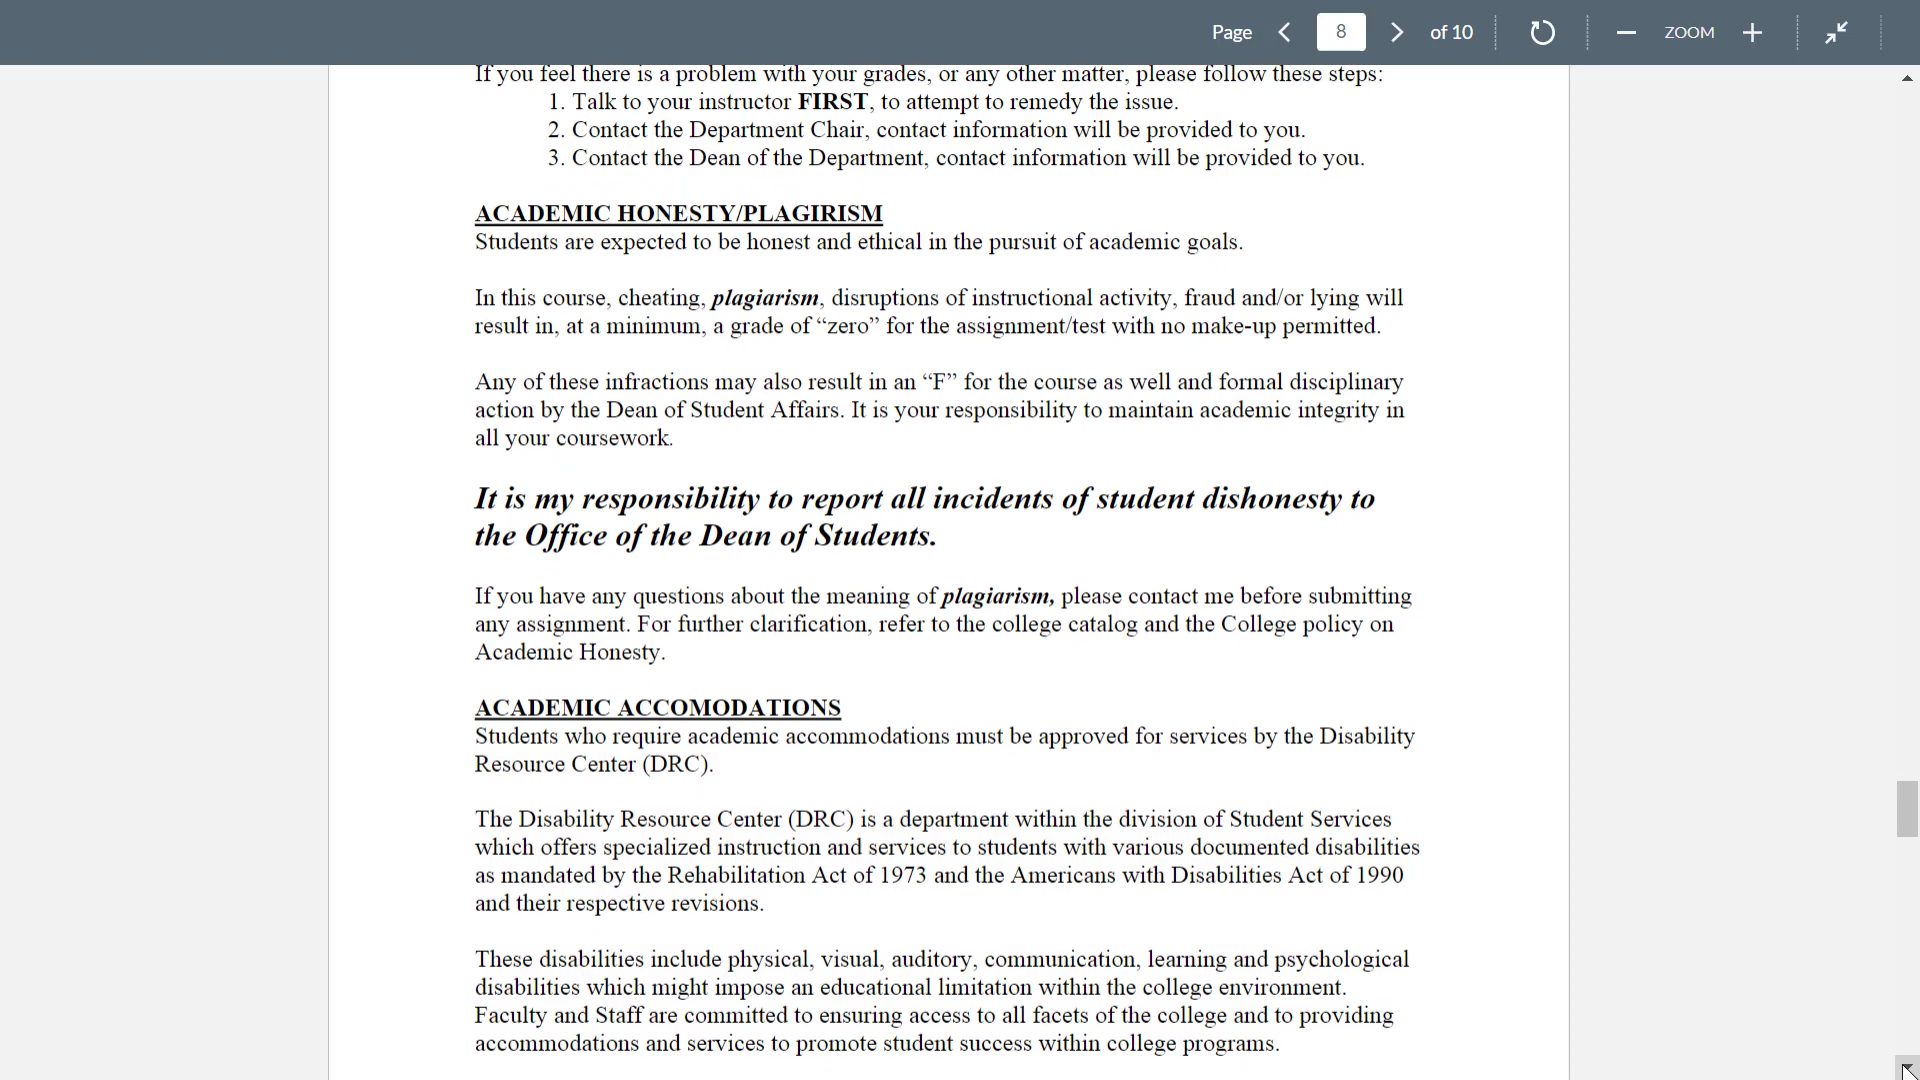 Page 8 of 10 ZOOM
If you feel there is a problem with your grades, or any other matter, please follow these steps:
1. Talk to your instructor FIRST, to attempt to remedy the issue.
2. Contact the Department Chair, contact information will be provided to you.
3. Contact the Dean of the Department, contact information will be provided to you.
ACADEMIC HONESTY/PLAGIRISM
Students are expected to be honest and ethical in the pursuit of academic goals.
In this course, cheating, plagiarism, disruptions of instructional activity, fraud and/or lying will
result in, at a minimum, a grade of “zero” for the assignment/test with no make-up permitted.
Any of these infractions may also result in an “F” for the course as well and formal disciplinary
action by the Dean of Student Affairs. It is your responsibility to maintain academic integrity in
all your coursework.
It is my responsibility to report all incidents of student dishonesty to
the Office of the Dean of Students.
If you have any questions about the meaning of plagiarism, please contact me before submitting
any assignment. For further clarification, refer to the college catalog and the College policy on
Academic Honesty.
ACADEMIC ACCOMODATIONS
Students who require academic accommodations must be approved for services by the Disability
Resource Center (DRC).
The Disability Resource Center (DRC) is a department within the division of Student Services
which offers specialized instruction and services to students with various documented disabilities
as mandated by the Rehabilitation Act of 1973 and the Americans with Disabilities Act of 1990
and their respective revisions.
These disabilities include physical, visual, auditory, communication, learning and psychological
disabilities which might impose an educational limitation within the college environment.
Faculty and Staff are committed to ensuring access to all facets of the college and to providing
accommodations and services to promote student success within college programs.